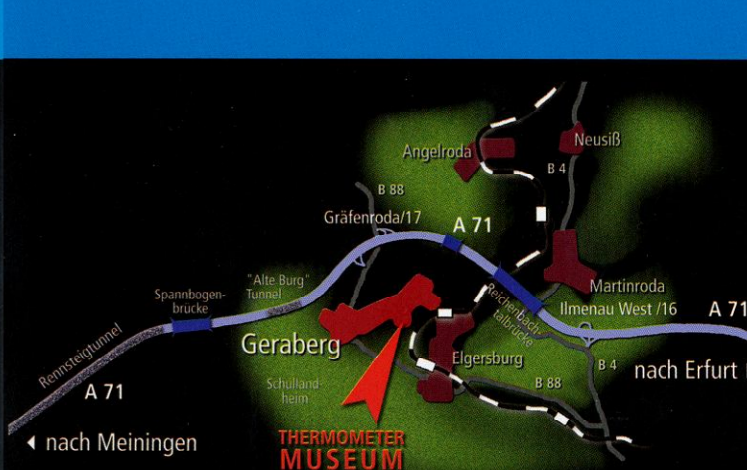 Angelroda
Neusiß
B 4
B 88
Gräfenroda/17
A 71
Martinroda
Ilmenau West /16
A 71
Reichenbach-
talbrücke
"Alte Burg"
Tunnel
Spannbogen-
brücke
Rennsteigtunnel
A 71
Geraberg
Elgersburg
Schulland-
heim
B 88
B 4
nach Erfurt
nach Meiningen
THERMOMETER
MUSEUM